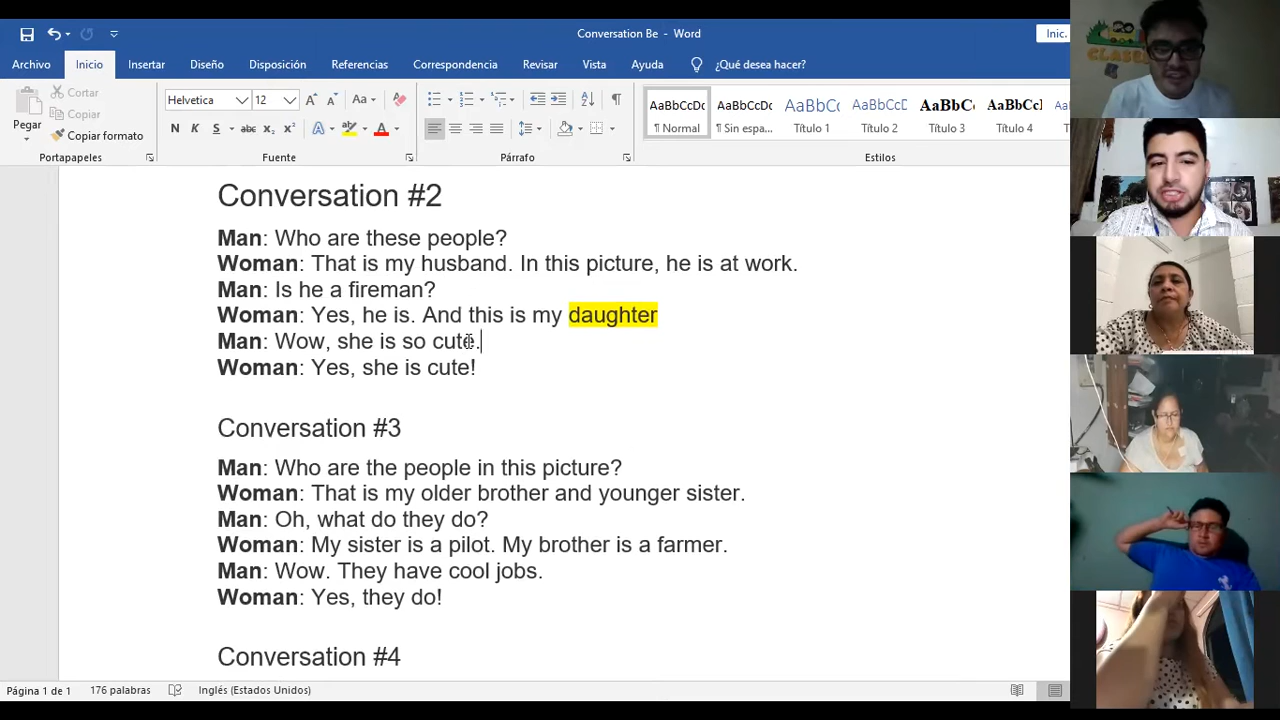 Conversation Be - Word
Inic.
Archivo Inicio Insertar Diseño Disposición Referencias Correspondencia Revisar Vista Ayuda ¿Qué desea hacer?
Pegar
Cortar
Copiar
Copiar formato
Portapapeles
Helvetica 12
Fuente
Párrafo
AaBbCcDc AaBbCcDc AaBbCc AaBbCcD AaBbC AaBbCcI
¶ Normal ¶ Sin espa... Título 1 Título 2 Título 3 Título 4
Estilos
Conversation #2
Man: Who are these people?
Woman: That is my husband. In this picture, he is at work.
Man: Is he a fireman?
Woman: Yes, he is. And this is my daughter
Man: Wow, she is so cute.
Woman: Yes, she is cute!
Conversation #3
Man: Who are the people in this picture?
Woman: That is my older brother and younger sister.
Man: Oh, what do they do?
Woman: My sister is a pilot. My brother is a farmer.
Man: Wow. They have cool jobs.
Woman: Yes, they do!
Conversation #4
Página 1 de 1 176 palabras Inglés (Estados Unidos)